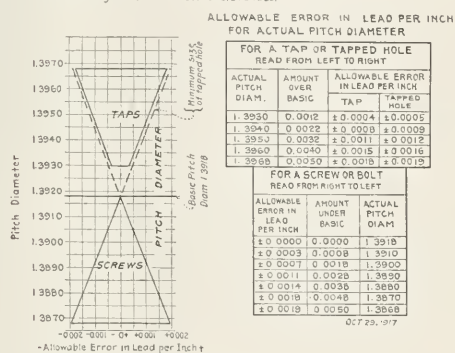 ALLOWABLE ERROR IN LEAD PER INCH
FOR ACTUAL PITCH DIAMETER
1.3970
1.3960
1.3950
1.3940
1.3930
1.3920
1.3910
1.3900
1.3890
1.3880
1.3870
Pitch Diameter
TAPS
SCREWS
PITCH DIAMETER
Minimum size
of tapped hole
Basic Pitch
Diam 1.3918
-0002 -0001 - 0+ +0001 +0002
-Allowable Error in Lead per Inch+
FOR A TAP OR TAPPED HOLE
READ FROM LEFT TO RIGHT
ACTUAL PITCH DIAM. AMOUNT OVER BASIC ALLOWABLE ERROR IN LEAD PER INCH
TAP TAPPED HOLE
1.3930 0.0012 ±0.0004 ±0.0005
1.3940 0.0022 ±0.0008 ±0.0009
1.3950 0.0032 ±0.0011 ±0.0012
1.3960 0.0040 ±0.0015 ±0.0016
1.3968 0.0050 ±0.0018 ±0.0019
FOR A SCREW OR BOLT
READ FROM RIGHT TO LEFT
ALLOWABLE ERROR IN LEAD PER INCH AMOUNT UNDER BASIC ACTUAL PITCH DIAM
±0.0000 0.0000 1.3918
±0.0003 0.0008 1.3910
±0.0007 0.0018 1.3900
±0.0011 0.0028 1.3890
±0.0014 0.0038 1.3880
±0.0018 0.0048 1.3870
±0.0019 0.0050 1.3868
OCT 29, 1917